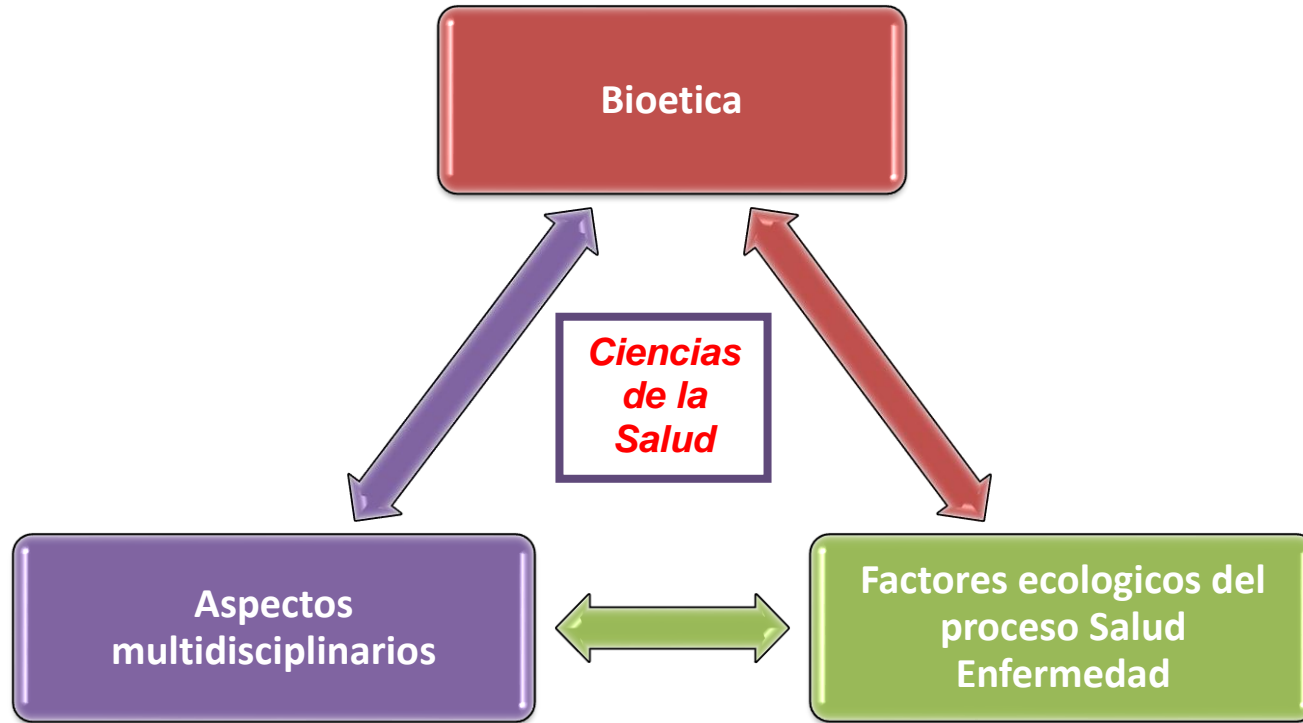 Bioetica
Ciencias
de la
Salud
Aspectos
multidisciplinarios
Factores ecologicos del
proceso Salud
Enfermedad